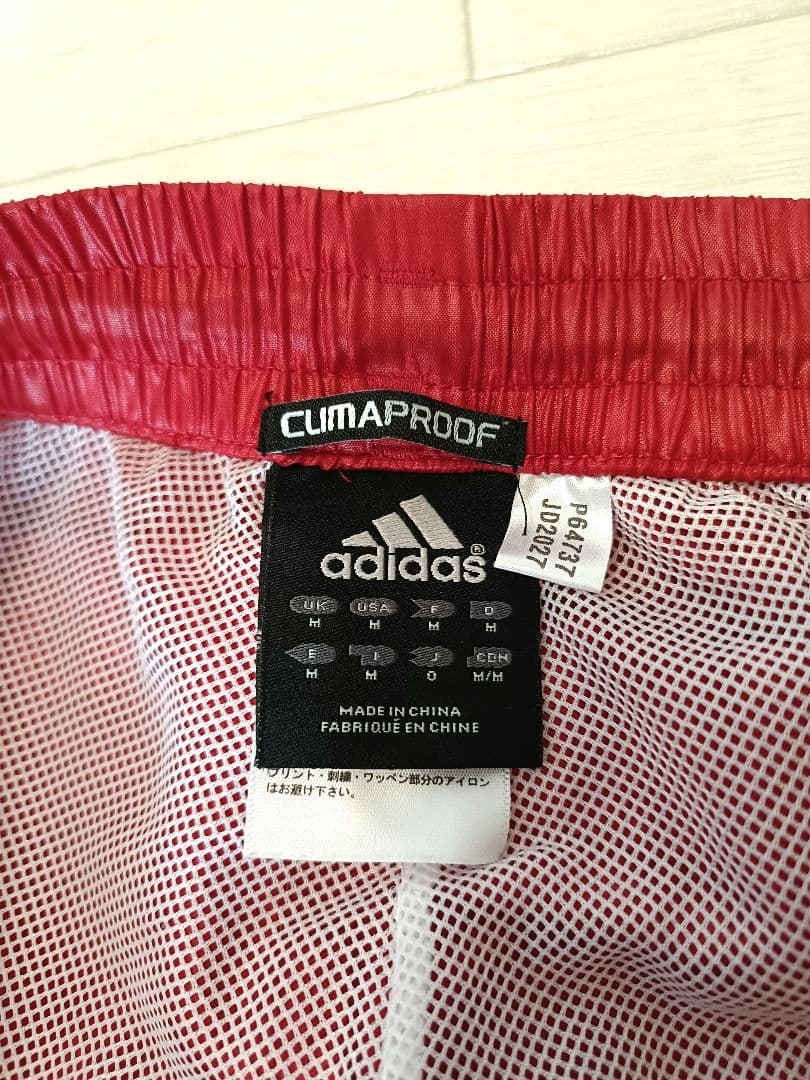 CLIMAPROOF
adidas®
P64737
JD2027
UK USA F D
M M M M
E I J CDN
M M O M/M
MADE IN CHINA
FABRIQUÉ EN CHINE
プリント・刺繍・ワッペン部分のアイロン
はお避け下さい。